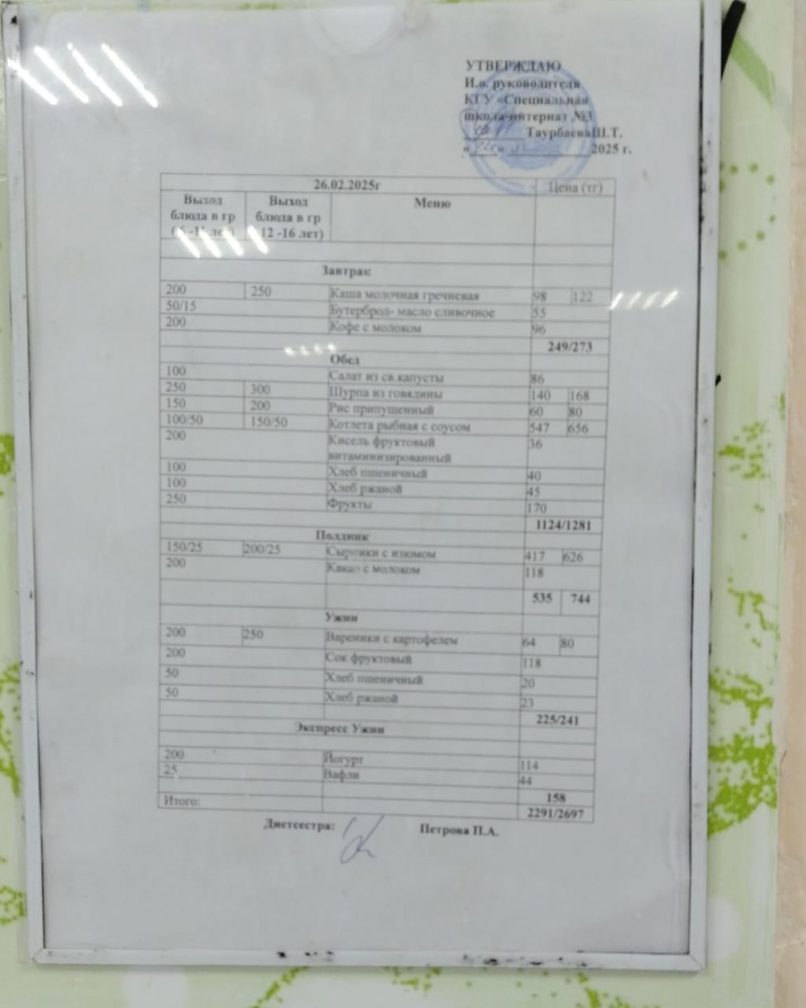 УТВЕРЖДАЮ
И.о. руководителя
КГУ «Специальная
школа-интернат №3
Таурбаева Ш.Т.
« » 2025 г.
26.02.2025г Цена (тг)
Выход блюда в гр Выход блюда в гр (12 -16 лет) Меню
Завтрак
200 250 Каша молочная гречневая 98 122
50/15 Бутерброд- масло сливочное 55
200 Кофе с молоком 96
249/273
Обед
100 Салат из св.капусты 86
250 300 Шурпа из говядины 140 168
150 200 Рис припущенный 60 80
100/50 150/50 Котлета рыбная с соусом 547 656
200 Кисель фруктовый 36
витаминизированный
100 Хлеб пшеничный 40
100 Хлеб ржаной 45
250 Фрукты 170
1124/1281
Полдник
150/25 200/25 Сырники с изюмом 417 626
200 Какао с молоком 118
535 744
Ужин
200 250 Вареники с картофелем 64 80
200 Сок фруктовый 118
50 Хлеб пшеничный 20
50 Хлеб ржаной 23
225/241
Экспресс Ужин
200 Йогурт 114
25 Вафли 44
158
Итого: 2291/2697
Диетсестра: Петрова П.А.